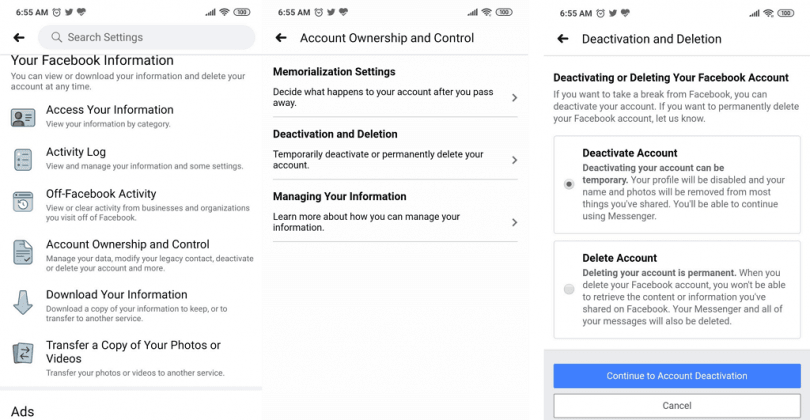 6:55 AM
100
Search Settings
Your Facebook Information
You can view or download your information and delete your
account at any time.
Access Your Information
View your information by category.
Activity Log
View and manage your information and some settings.
Off-Facebook Activity
View or clear activity from businesses and organizations
you visit off of Facebook.
Account Ownership and Control
Manage your data, modify your legacy contact, deactivate
or delete your account and more.
Download Your Information
Download a copy of your information to keep, or to
transfer to another service.
Transfer a Copy of Your Photos or
Videos
Transfer your photos or videos to another service.
Ads
6:55 AM
100
Account Ownership and Control
Memorialization Settings
Decide what happens to your account after you pass
away.
Deactivation and Deletion
Temporarily deactivate or permanently delete your
account.
Managing Your Information
Learn more about how you can manage your
information.
6:55 AM
100
Deactivation and Deletion
Deactivating or Deleting Your Facebook Account
If you want to take a break from Facebook, you can
deactivate your account. If you want to permanently delete
your Facebook account, let us know.
Deactivate Account
Deactivating your account can be
temporary. Your profile will be disabled and your
name and photos will be removed from most
things you've shared. You'll be able to continue
using Messenger.
Delete Account
Deleting your account is permanent. When you
delete your Facebook account, you won't be able
to retrieve the content or information you've
shared on Facebook. Your Messenger and all of
your messages will also be deleted.
Continue to Account Deactivation
Cancel